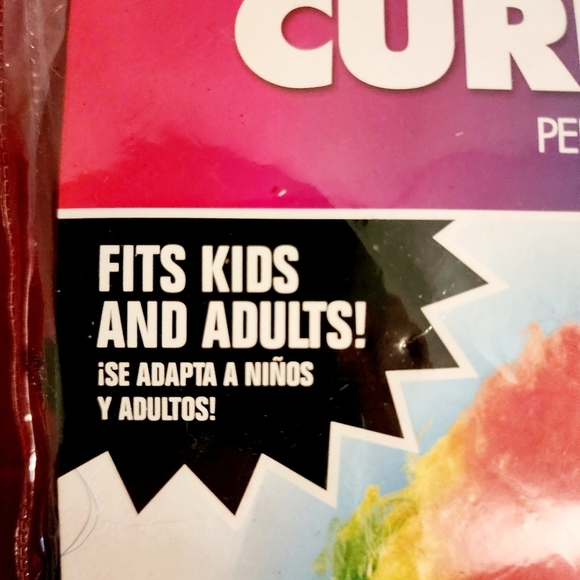 CUR
PE
FITS KIDS
AND ADULTS!
¡SE ADAPTA A NIÑOS
Y ADULTOS!